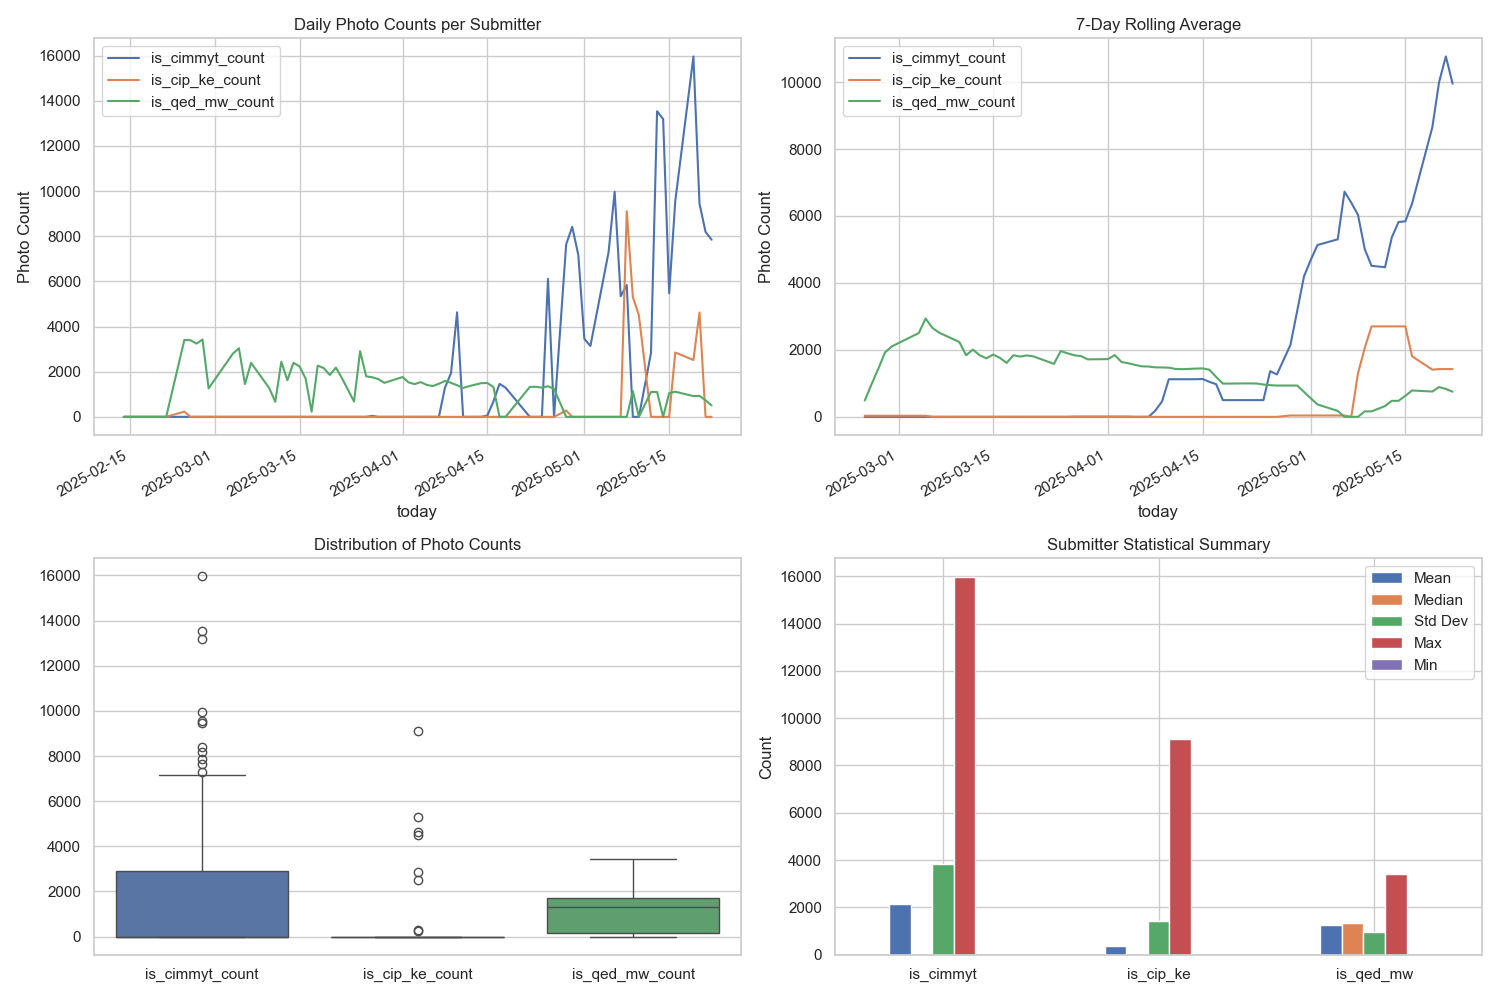 Daily Photo Counts per Submitter
is_cimmyt_count
is_cip_ke_count
is_qed_mw_count
Photo Count
16000
14000
12000
10000
8000
6000
4000
2000
0
2025-02-15
2025-03-01
2025-03-15
2025-04-01
2025-04-15
2025-05-01
2025-05-15
today
7-Day Rolling Average
is_cimmyt_count
is_cip_ke_count
is_qed_mw_count
Photo Count
10000
8000
6000
4000
2000
0
2025-03-01
2025-03-15
2025-04-01
2025-04-15
2025-05-01
2025-05-15
today
Distribution of Photo Counts
16000
14000
12000
10000
8000
6000
4000
2000
0
is_cimmyt_count
is_cip_ke_count
is_qed_mw_count
Submitter Statistical Summary
Mean
Median
Std Dev
Max
Min
Count
16000
14000
12000
10000
8000
6000
4000
2000
0
is_cimmyt
is_cip_ke
is_qed_mw